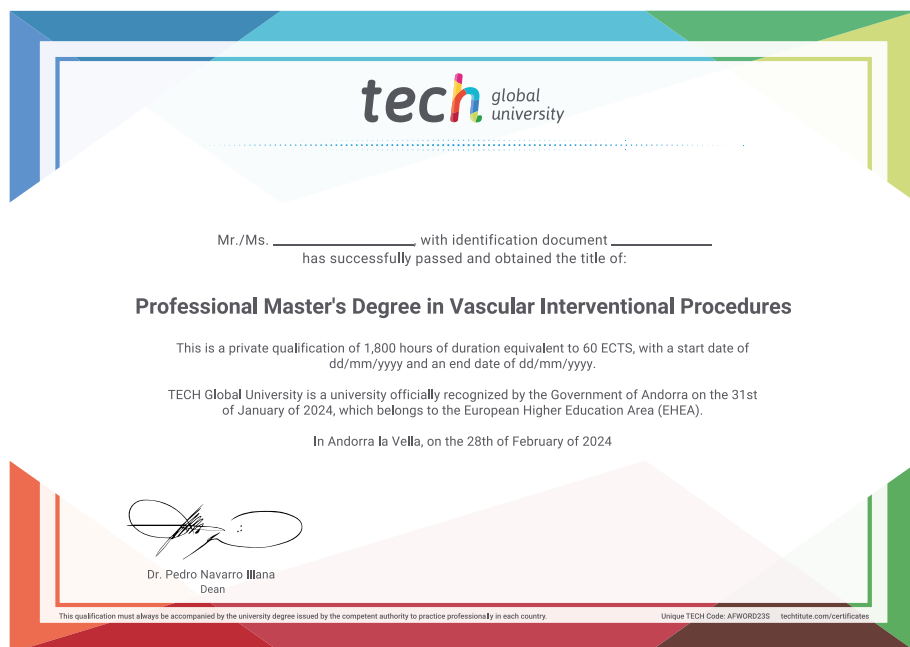 tech global university
Mr./Ms. ____________________, with identification document ______________
has successfully passed and obtained the title of:
Professional Master's Degree in Vascular Interventional Procedures
This is a private qualification of 1,800 hours of duration equivalent to 60 ECTS, with a start date of
dd/mm/yyyy and an end date of dd/mm/yyyy.
TECH Global University is a university officially recognized by the Government of Andorra on the 31st
of January of 2024, which belongs to the European Higher Education Area (EHEA).
In Andorra la Vella, on the 28th of February of 2024
Dr. Pedro Navarro Illana
Dean
This qualification must always be accompanied by the university degree issued by the competent authority to practice professionally in each country.
Unique TECH Code: AFWORD23S techtitute.com/certificates